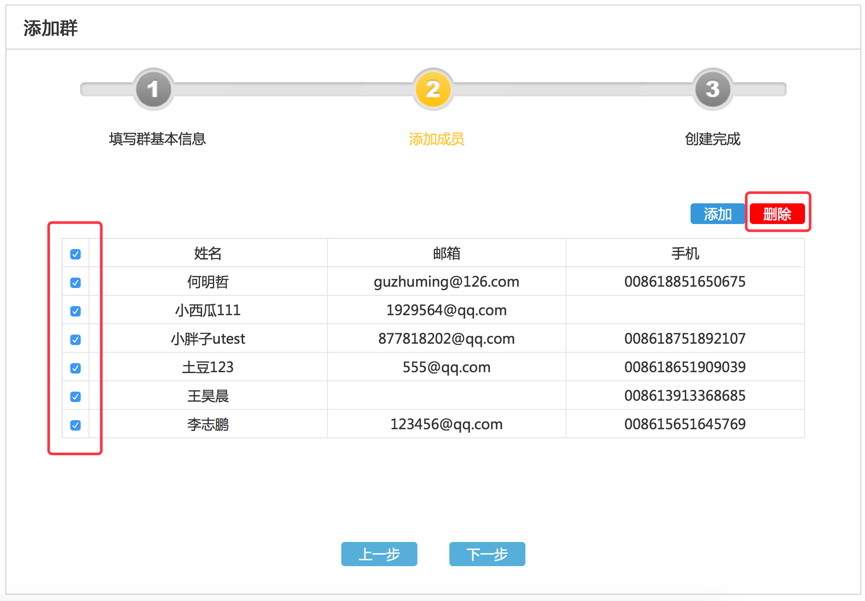 添加群
1 2 3
填写群基本信息 添加成员 创建完成
添加 删除
姓名 邮箱 手机
何明哲 guzhuming@126.com 008618851650675
小西瓜111 1929564@qq.com
小胖子utest 877818202@qq.com 008618751892107
土豆123 555@qq.com 008618651909039
王昊晨 008613913368685
李志鹏 123456@qq.com 008615651645769
上一步 下一步